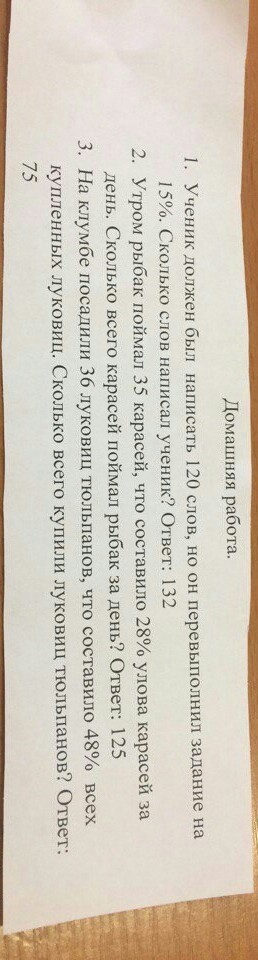 Домашняя работа.
1. Ученик должен был написать 120 слов, но он перевыполнил задание на
15%. Сколько слов написал ученик? Ответ: 132
2. Утром рыбак поймал 35 карасей, что составило 28% улова карасей за
день. Сколько всего карасей поймал рыбак за день? Ответ: 125
3. На клумбе посадили 36 луковиц тюльпанов, что составило 48% всех
купленных луковиц. Сколько всего купили луковиц тюльпанов? Ответ:
75